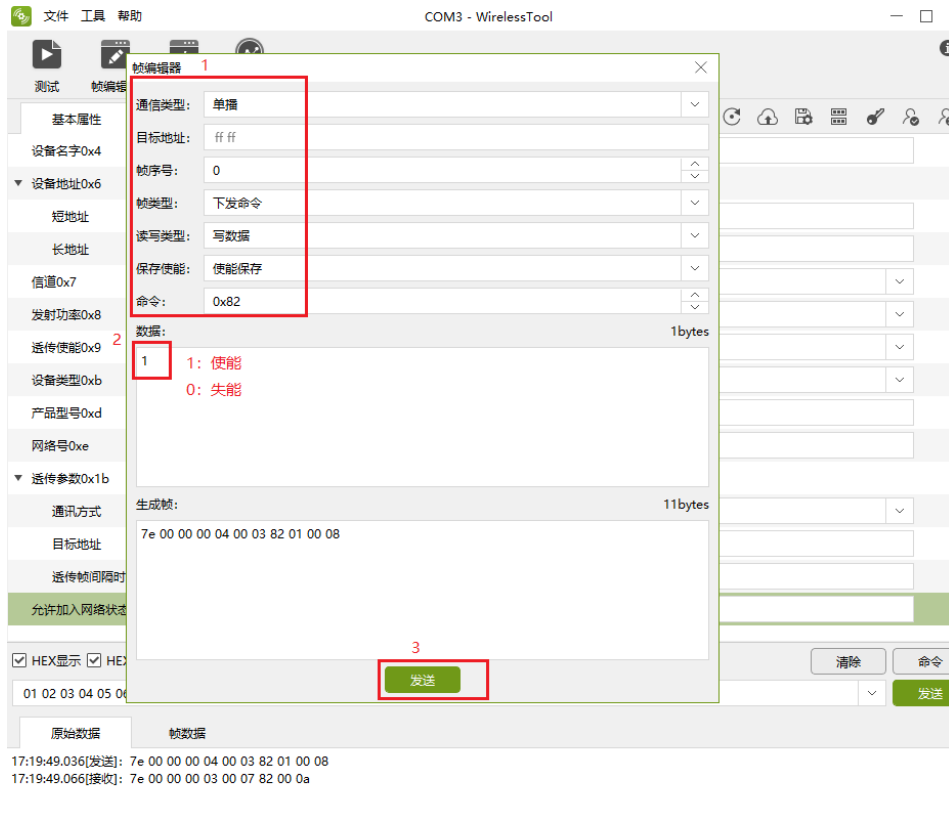 文件 工具 帮助
COM3 - WirelessTool
测试
帧编辑器 1
基本属性
设备名字0x4
设备地址0x6
短地址
长地址
信道0x7
发射功率0x8
透传使能0x9
设备类型0xb
产品型号0xd
网络号0xe
透传参数0x1b
通讯方式
目标地址
透传帧间隔时
允许加入网络状态
通信类型: 单播
目标地址: ff ff
帧序号: 0
帧类型: 下发命令
读写类型: 写数据
保存使能: 使能保存
命令: 0x82
数据: 1bytes
2
1
1：使能
0：失能
生成帧: 11bytes
7e 00 00 00 04 00 03 82 01 00 08
3
发送
HEX显示 HEX
清除 命令
01 02 03 04 05 06
发送
原始数据 帧数据
17:19:49.036[发送]: 7e 00 00 00 04 00 03 82 01 00 08
17:19:49.066[接收]: 7e 00 00 00 03 00 07 82 00 0a